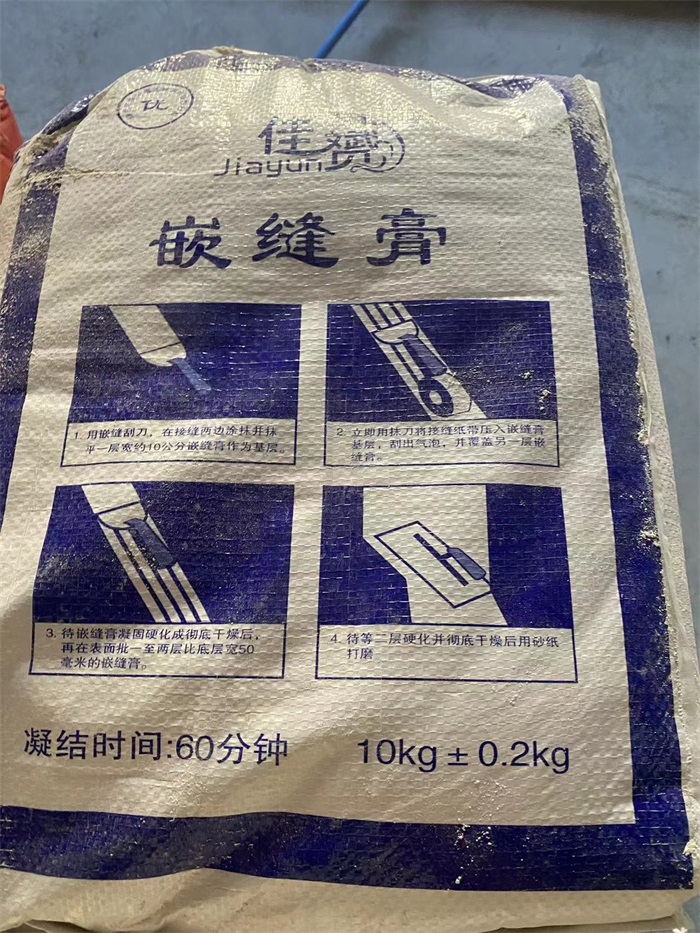 优
佳赟
Jiayun
嵌缝膏
1. 用嵌缝刮刀，在接缝两边涂抹并抹
平一层宽约10公分嵌缝膏作为基层。
2. 立即用抹刀将接缝纸带压入嵌缝膏
基层，刮出气泡，并覆盖另一层嵌
缝膏。
3. 待嵌缝膏凝固硬化成彻底干燥后，
再在表面批一至两层比底层宽50
毫米的嵌缝膏。
4. 待等二层硬化并彻底干燥后用砂纸
打磨
凝结时间:60分钟
10kg ± 0.2kg